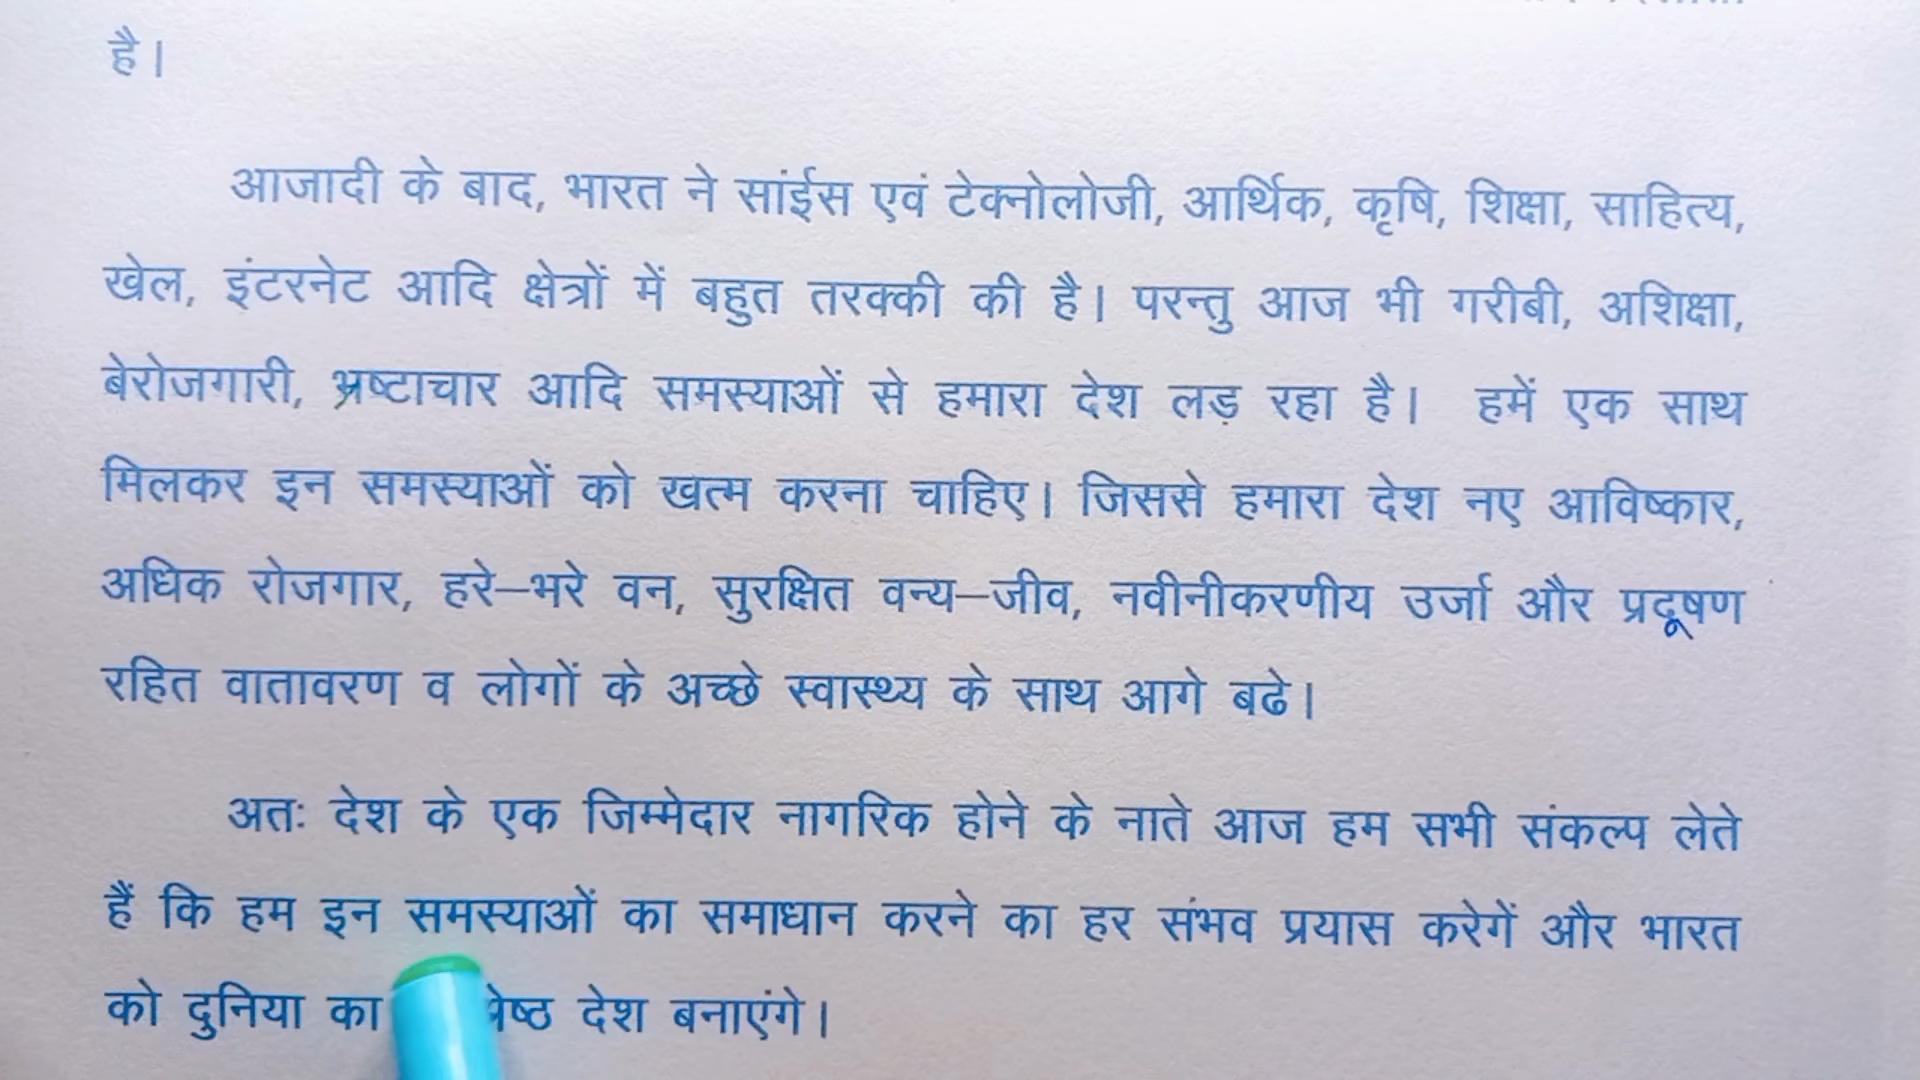 है।
आजादी के बाद, भारत ने सांईस एवं टेक्नोलोजी, आर्थिक, कृषि, शिक्षा, साहित्य,
खेल, इंटरनेट आदि क्षेत्रों में बहुत तरक्की की है। परन्तु आज भी गरीबी, अशिक्षा,
बेरोजगारी, भ्रष्टाचार आदि समस्याओं से हमारा देश लड़ रहा है। हमें एक साथ
मिलकर इन समस्याओं को खत्म करना चाहिए। जिससे हमारा देश नए आविष्कार,
अधिक रोजगार, हरे–भरे वन, सुरक्षित वन्य–जीव, नवीनीकरणीय उर्जा और प्रदूषण
रहित वातावरण व लोगों के अच्छे स्वास्थ्य के साथ आगे बढे।
अतः देश के एक जिम्मेदार नागरिक होने के नाते आज हम सभी संकल्प लेते
हैं कि हम इन समस्याओं का समाधान करने का हर संभव प्रयास करेगें और भारत
को दुनिया का देश बनाएंगे।